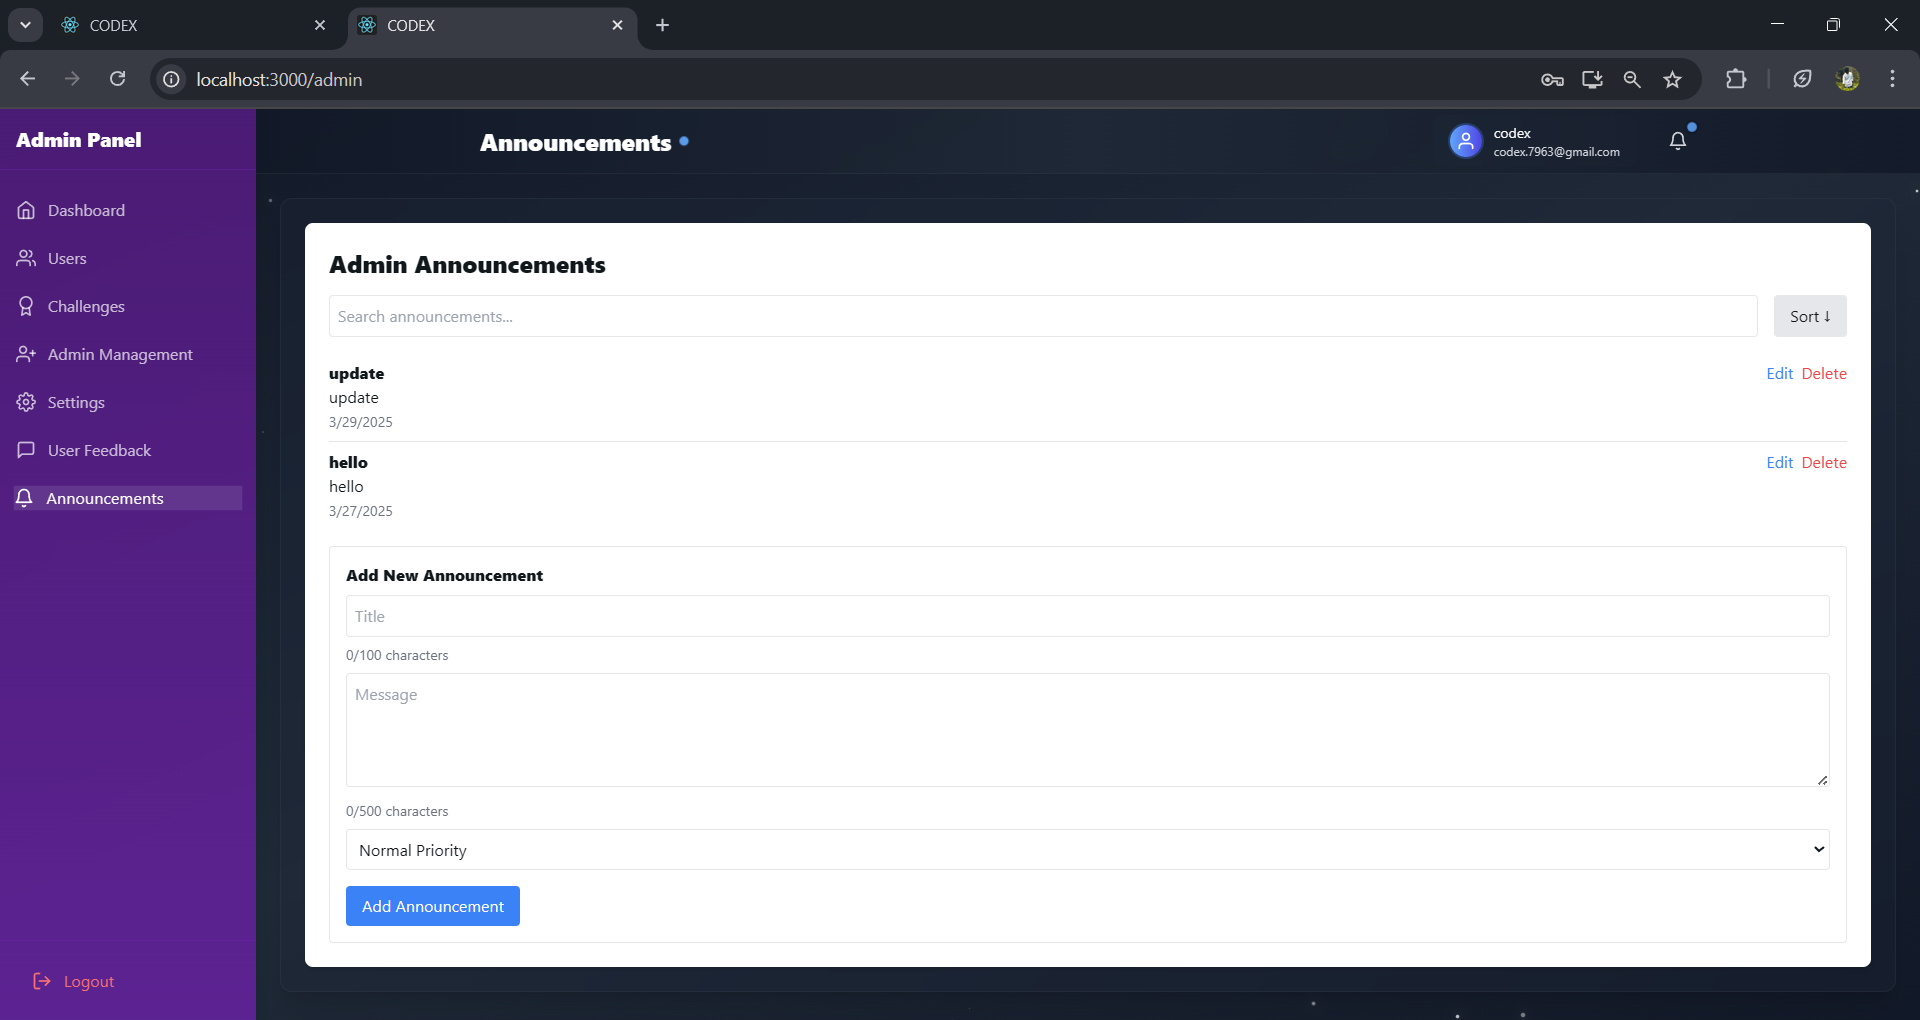 CODEX
CODEX
localhost:3000/admin
Admin Panel
Announcements
codex
codex.7963@gmail.com
Dashboard
Users
Challenges
Admin Management
Settings
User Feedback
Announcements
Logout
Admin Announcements
Search announcements...
Sort ↓
update
Edit Delete
update
3/29/2025
hello
Edit Delete
hello
3/27/2025
Add New Announcement
Title
0/100 characters
Message
0/500 characters
Normal Priority
Add Announcement